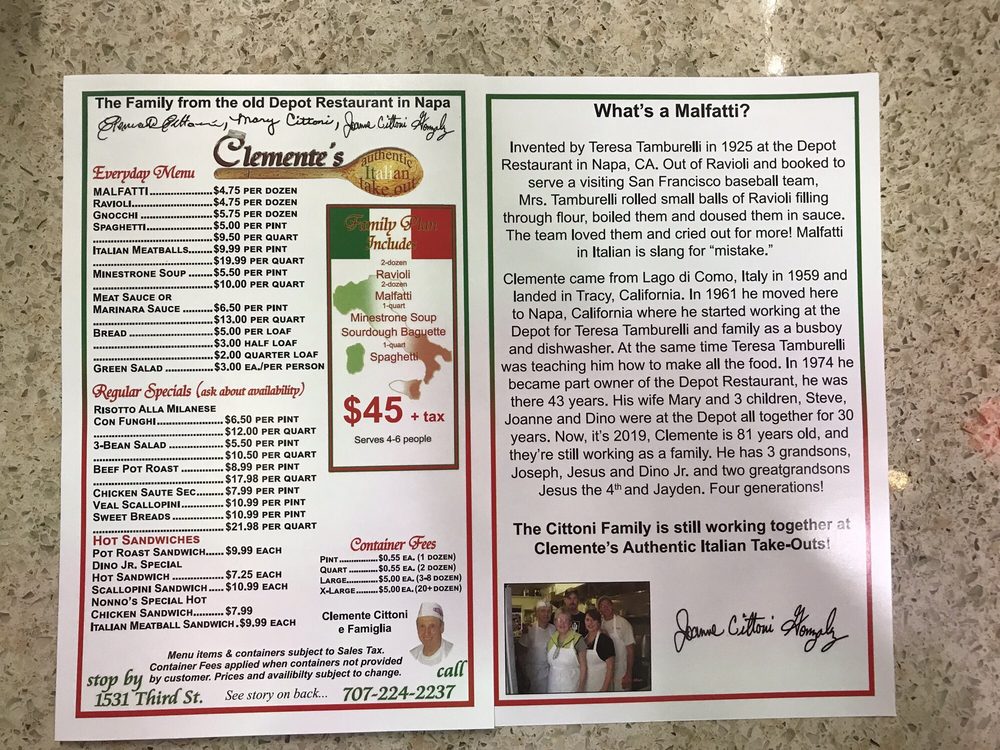 The Family from the old Depot Restaurant in Napa
Clemente Cittoni, Mary Cittoni, Joanne Cittoni Gonzalez
Clemente's
authentic
Italian
take out
Everyday Menu
MALFATTI....................$4.75 PER DOZEN
RAVIOLI.......................$4.75 PER DOZEN
GNOCCHI ...................$5.75 PER DOZEN
SPAGHETTI..................$5.00 PER PINT
....................................$9.50 PER QUART
ITALIAN MEATBALLS.......$9.99 PER PINT
....................................$19.99 PER QUART
MINESTRONE SOUP .......$5.50 PER PINT
....................................$10.00 PER QUART
MEAT SAUCE OR
MARINARA SAUCE .........$6.50 PER PINT
....................................$13.00 PER QUART
BREAD ........................$5.00 PER LOAF
....................................$3.00 HALF LOAF
....................................$2.00 QUARTER LOAF
GREEN SALAD ...............$3.00 EA./PER PERSON
Family Plan
Includes
2-dozen
Ravioli
2-dozen
Malfatti
1-quart
Minestrone Soup
Sourdough Baguette
1-quart
Spaghetti
$45 + tax
Serves 4-6 people
Regular Specials (ask about availability)
RISOTTO ALLA MILANESE
CON FUNGHI....................$6.50 PER PINT
........................................$12.00 PER QUART
3-BEAN SALAD .................$5.50 PER PINT
........................................$10.50 PER QUART
BEEF POT ROAST .............$8.99 PER PINT
........................................$17.98 PER QUART
CHICKEN SAUTE SEC........$7.99 PER PINT
VEAL SCALLOPINI.............$10.99 PER PINT
SWEET BREADS ...............$10.99 PER PINT
........................................$21.98 PER QUART
HOT SANDWICHES
POT ROAST SANDWICH.....$9.99 EACH
DINO JR. SPECIAL
HOT SANDWICH ...............$7.25 EACH
SCALLOPINI SANDWICH....$10.99 EACH
NONNO'S SPECIAL HOT
CHICKEN SANDWICH.........$7.99
ITALIAN MEATBALL SANDWICH.$9.99 EACH
Container Fees
PINT ....................$0.55 EA. (1 DOZEN)
QUART .................$0.55 EA. (2 DOZEN)
LARGE..................$5.00 EA. (3-8 DOZEN)
X-LARGE...............$5.00 EA. (20+ DOZEN)
Clemente Cittoni
e Famiglia
Menu items & containers subject to Sales Tax.
Container Fees applied when containers not provided
by customer. Prices and availibilty subject to change.
stop by
1531 Third St.
See story on back...
call
707-224-2237
What's a Malfatti?
Invented by Teresa Tamburelli in 1925 at the Depot
Restaurant in Napa, CA. Out of Ravioli and booked to
serve a visiting San Francisco baseball team,
Mrs. Tamburelli rolled small balls of Ravioli filling
through flour, boiled them and doused them in sauce.
The team loved them and cried out for more! Malfatti
in Italian is slang for "mistake."
Clemente came from Lago di Como, Italy in 1959 and
landed in Tracy, California. In 1961 he moved here
to Napa, California where he started working at the
Depot for Teresa Tamburelli and family as a busboy
and dishwasher. At the same time Teresa Tamburelli
was teaching him how to make all the food. In 1974 he
became part owner of the Depot Restaurant, he was
there 43 years. His wife Mary and 3 children, Steve,
Joanne and Dino were at the Depot all together for 30
years. Now, it's 2019, Clemente is 81 years old, and
they're still working as a family. He has 3 grandsons,
Joseph, Jesus and Dino Jr. and two greatgrandsons
Jesus the 4th and Jayden. Four generations!
The Cittoni Family is still working together at
Clemente's Authentic Italian Take-Outs!
Joanne Cittoni Gonzalez